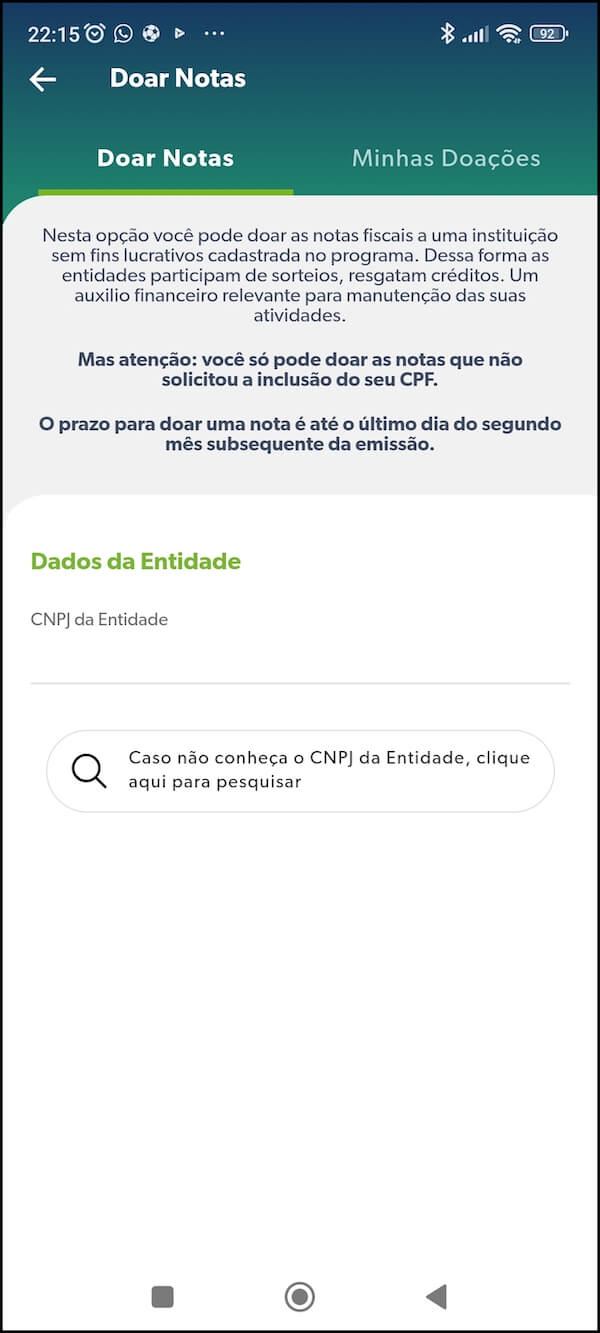 22:15 ... 92
Doar Notas
Doar Notas Minhas Doações
Nesta opção você pode doar as notas fiscais a uma instituição
sem fins lucrativos cadastrada no programa. Dessa forma as
entidades participam de sorteios, resgatam créditos. Um
auxilio financeiro relevante para manutenção das suas
atividades.
Mas atenção: você só pode doar as notas que não
solicitou a inclusão do seu CPF.
O prazo para doar uma nota é até o último dia do segundo
mês subsequente da emissão.
Dados da Entidade
CNPJ da Entidade
Caso não conheça o CNPJ da Entidade, clique
aqui para pesquisar